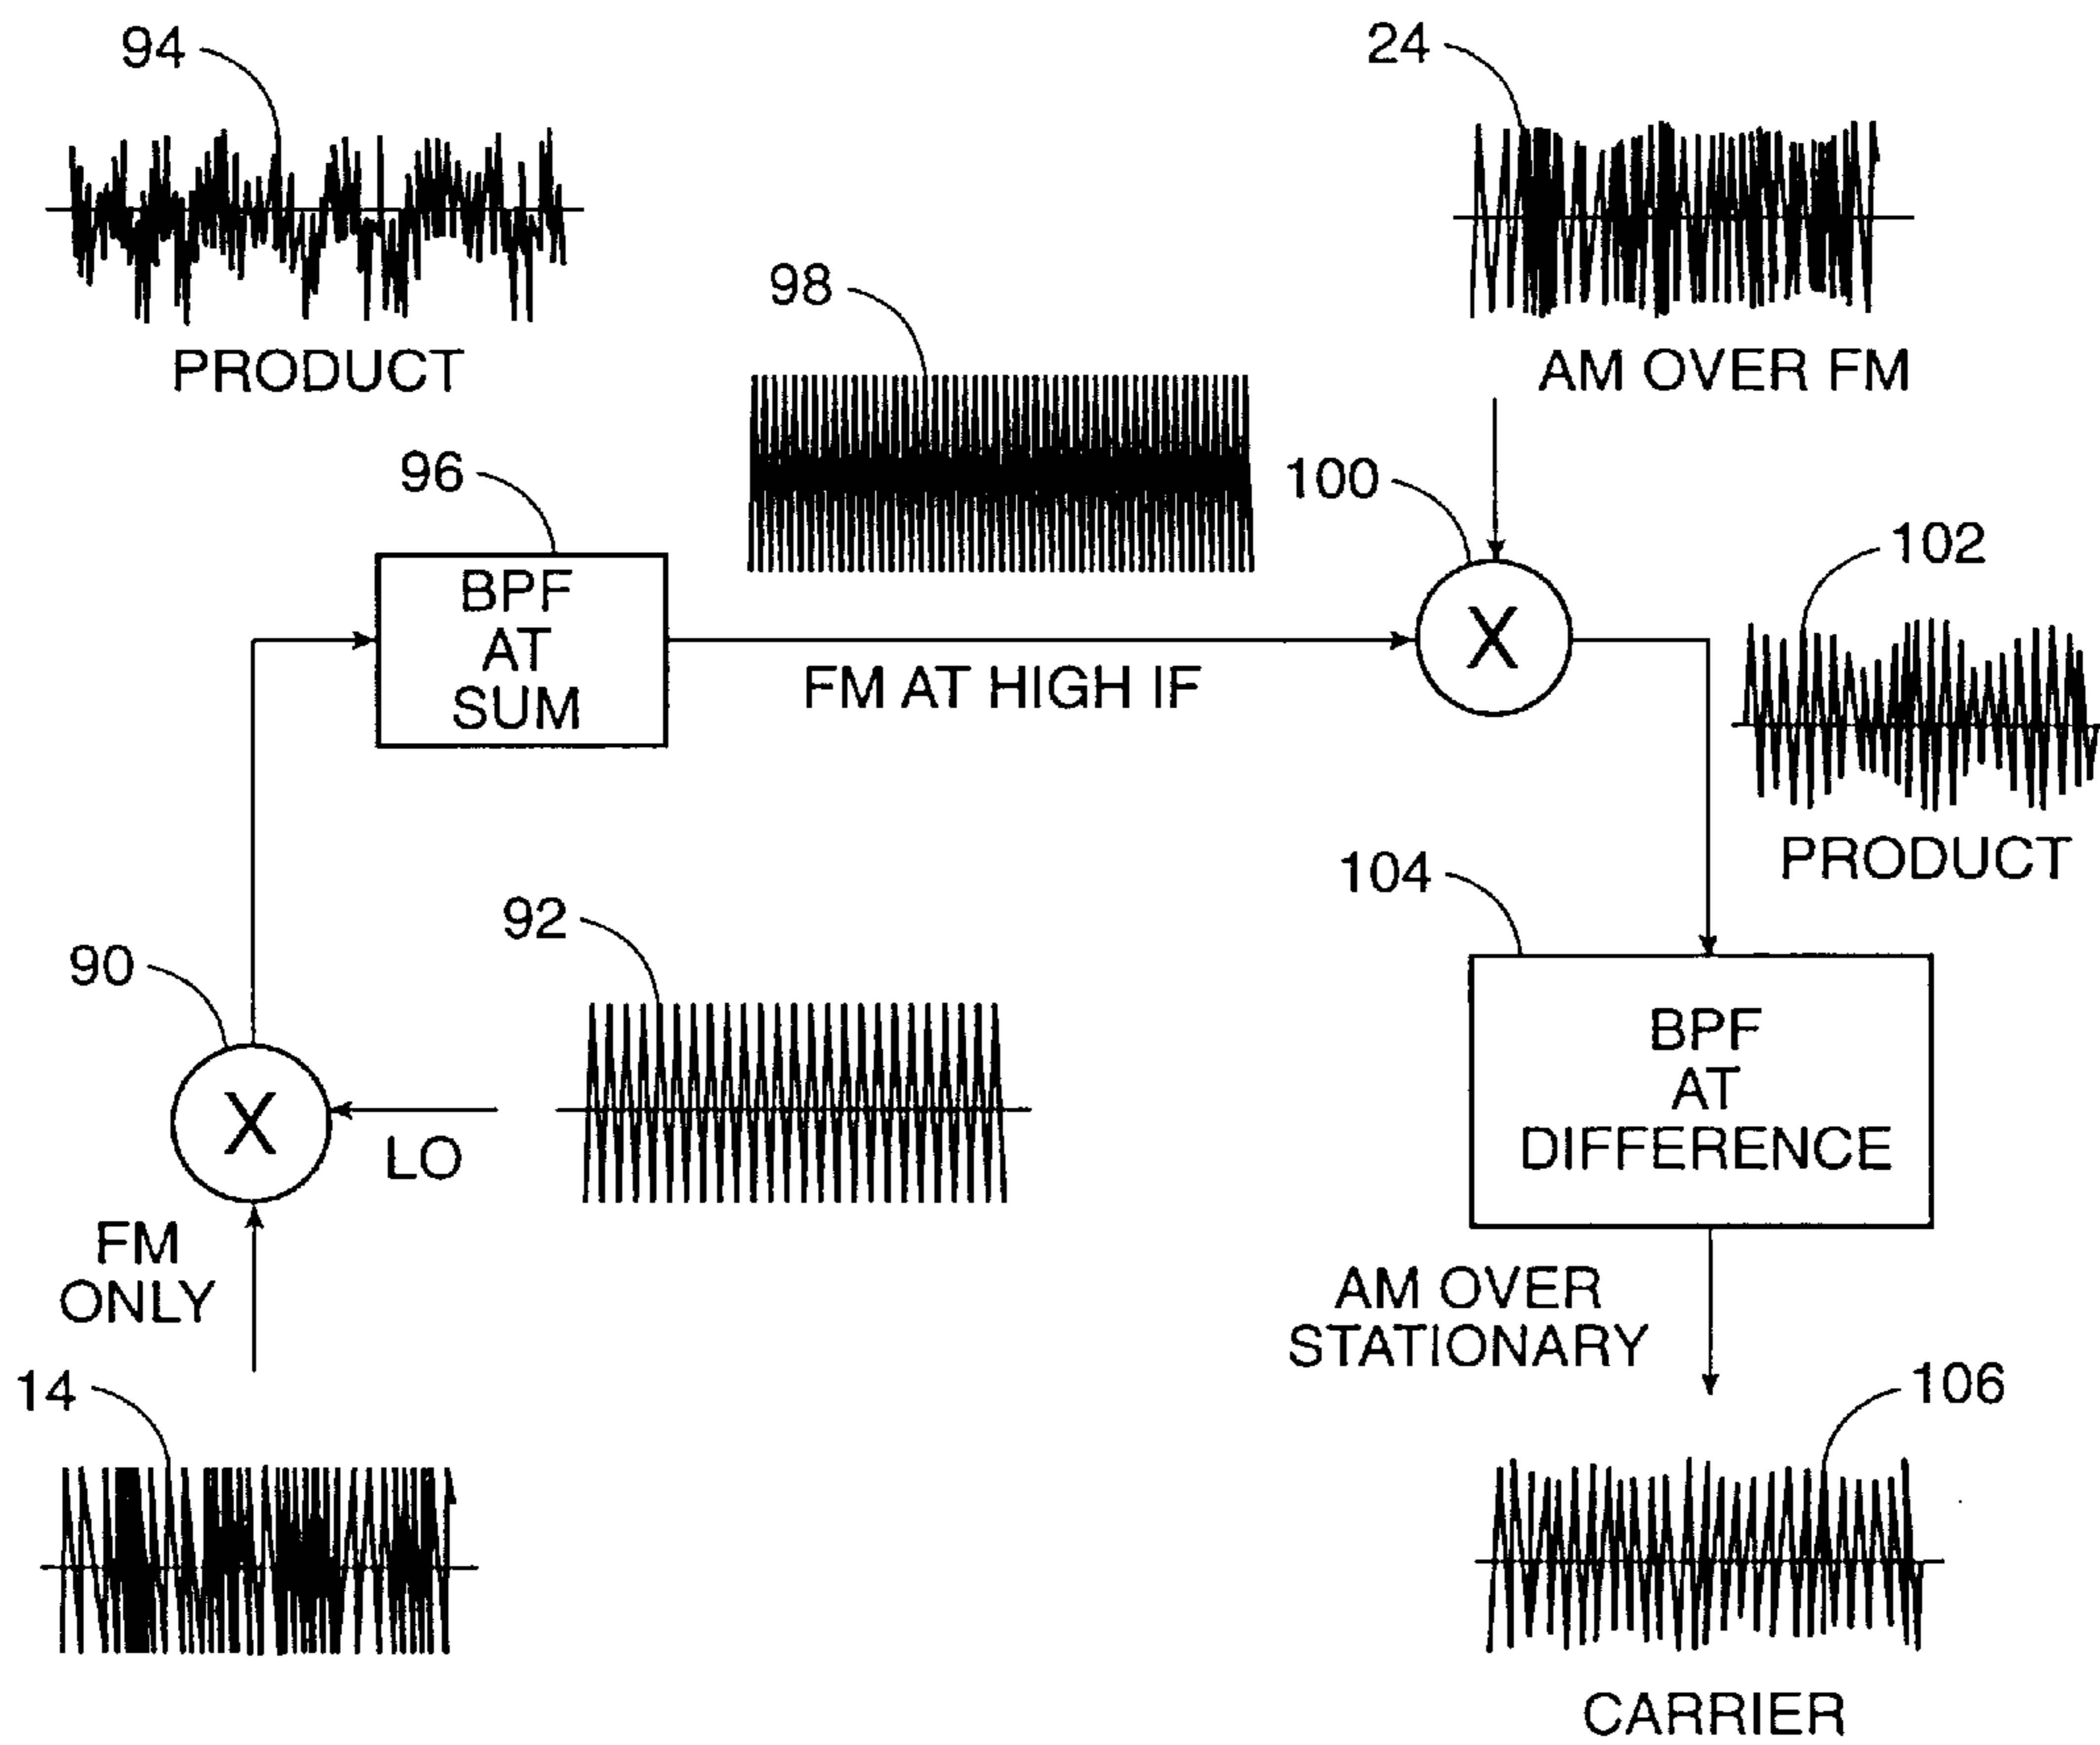 94
24
PRODUCT
98
AM OVER FM
96
100
BPF
AT
SUM
X
102
FM AT HIGH IF
PRODUCT
104
92
90
BPF
AT
DIFFERENCE
X
LO
FM
ONLY
AM OVER
STATIONARY
14
106
CARRIER